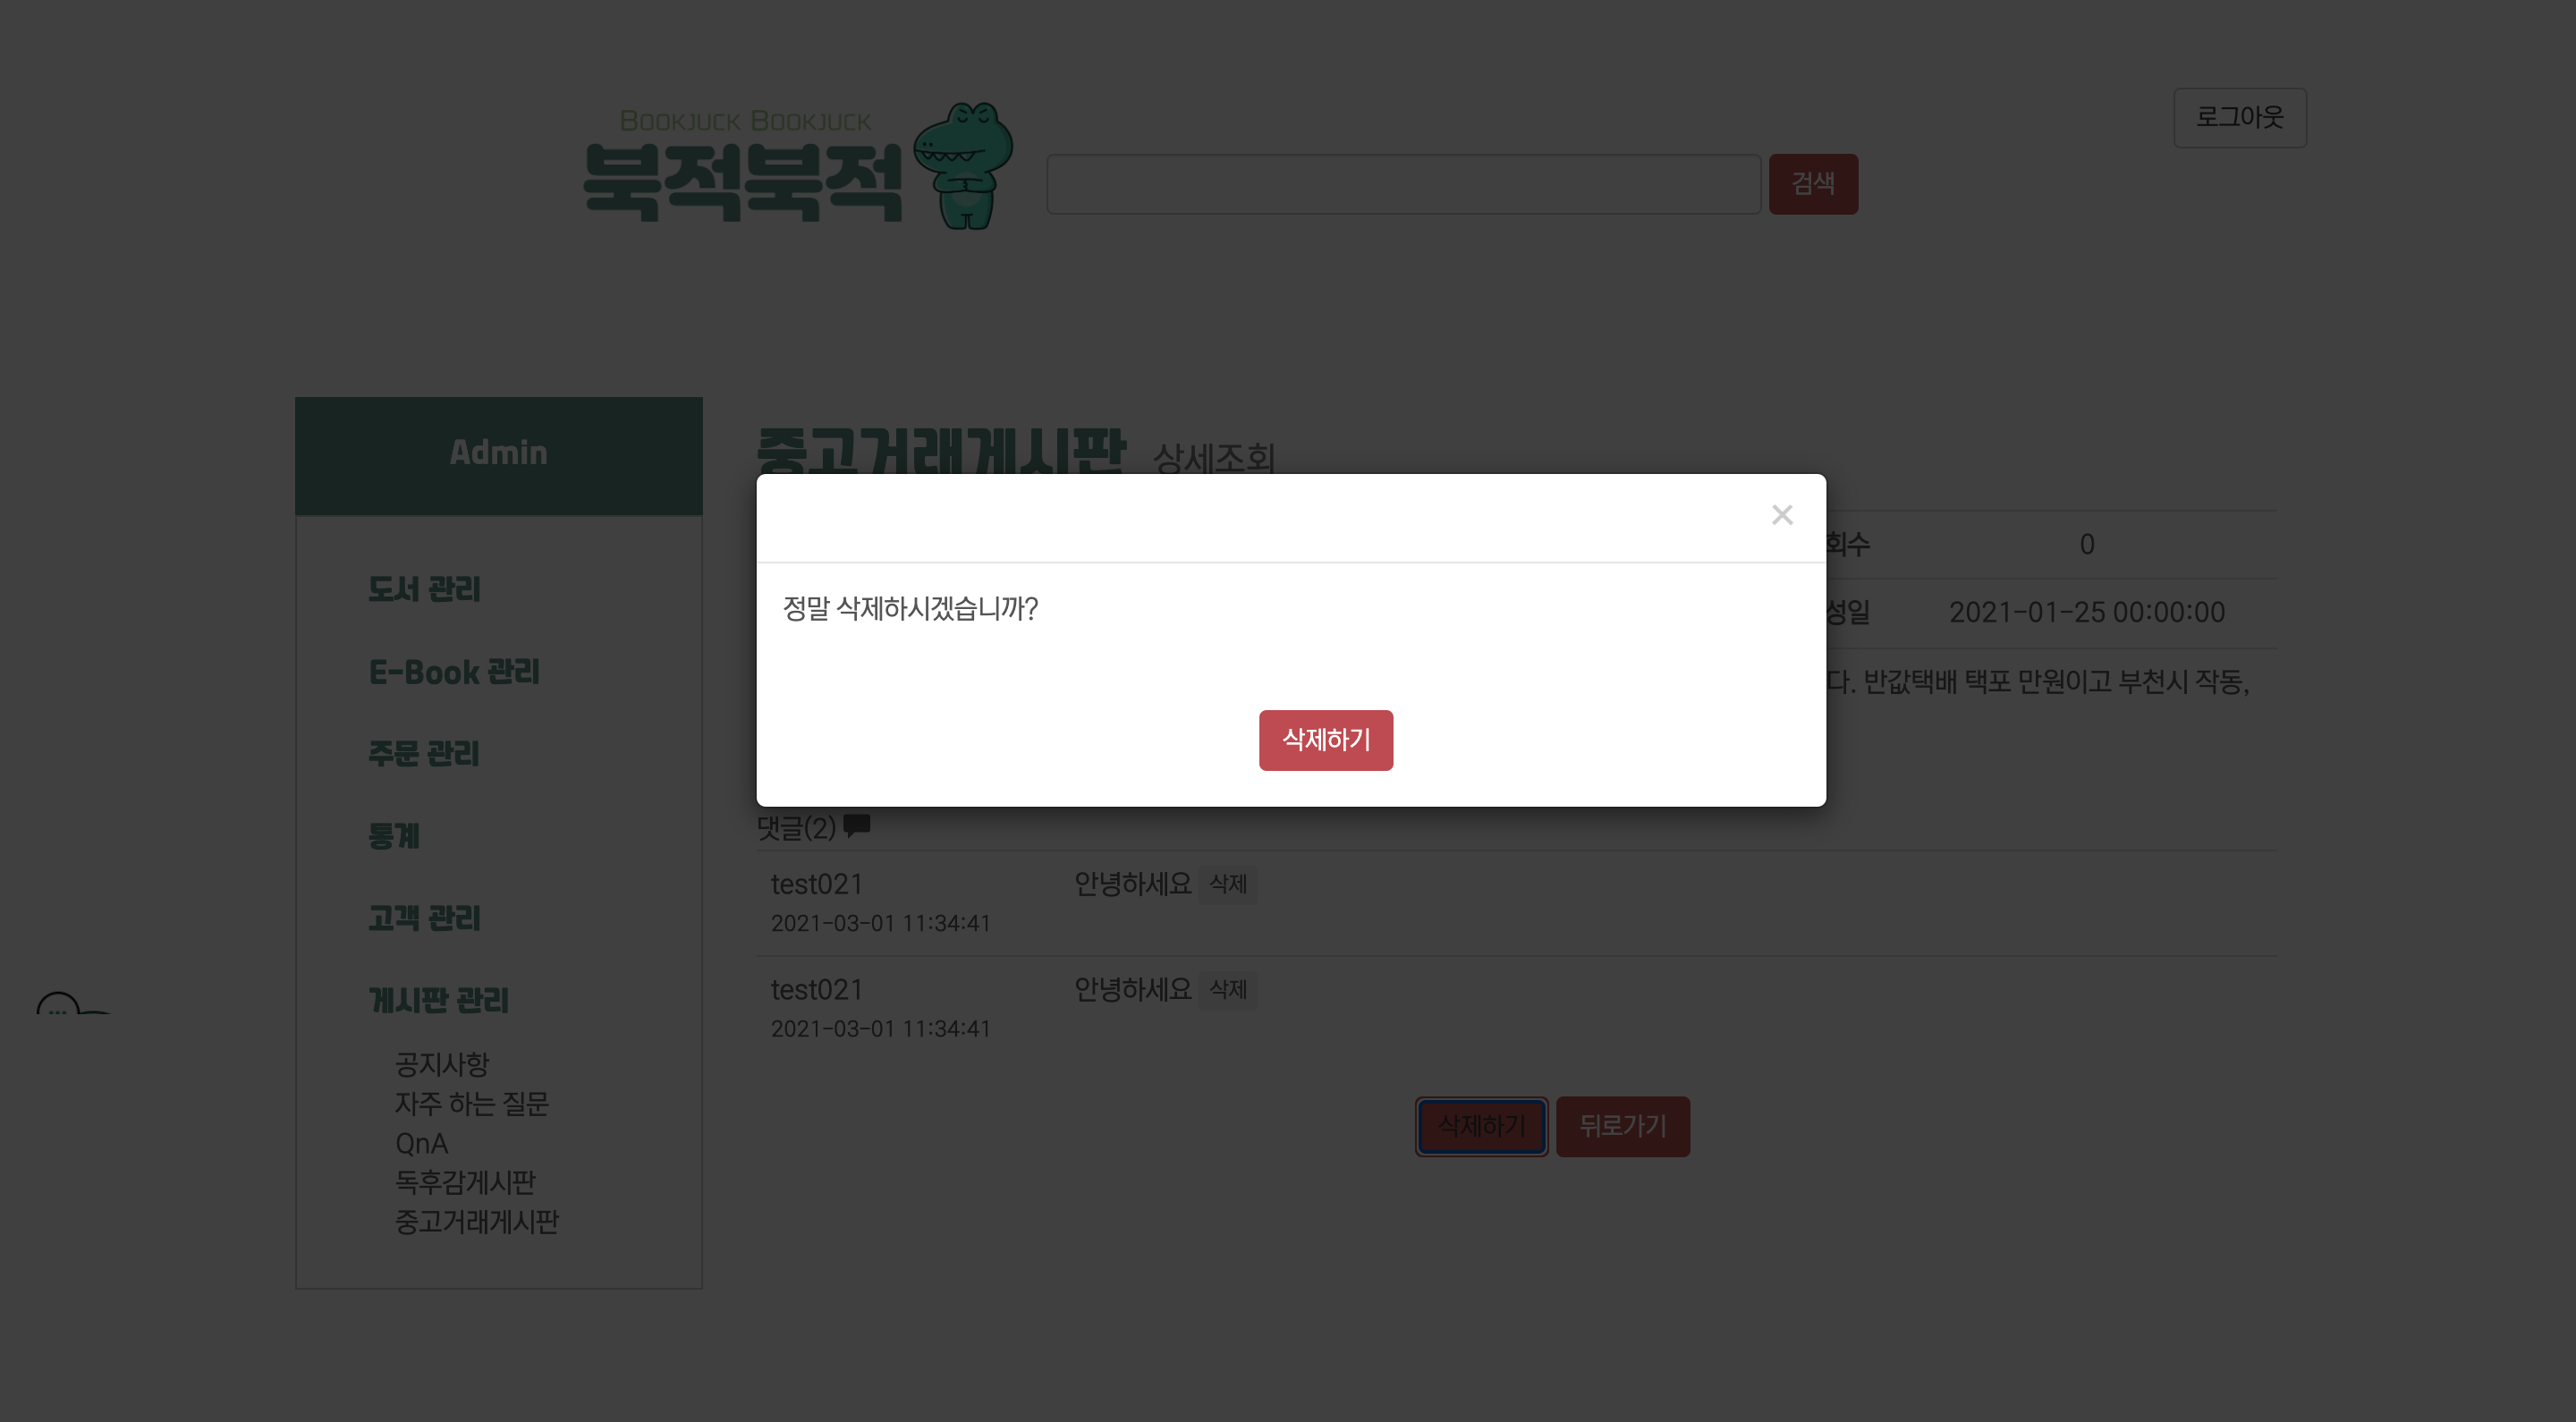 로그아웃
BOOKJUCK BOOKJUCK
북적북적
검색
Admin
도서 관리
E-Book 관리
주문 관리
통계
고객 관리
게시판 관리
공지사항
자주 하는 질문
QnA
독후감게시판
중고거래게시판
중고거래게시판 상세조회
×
정말 삭제하시겠습니까?
삭제하기
회수 0
성일 2021-01-25 00:00:00
다. 반값택배 택포 만원이고 부천시 작동,
댓글(2)
test021 안녕하세요 삭제
2021-03-01 11:34:41
test021 안녕하세요 삭제
2021-03-01 11:34:41
삭제하기 뒤로가기